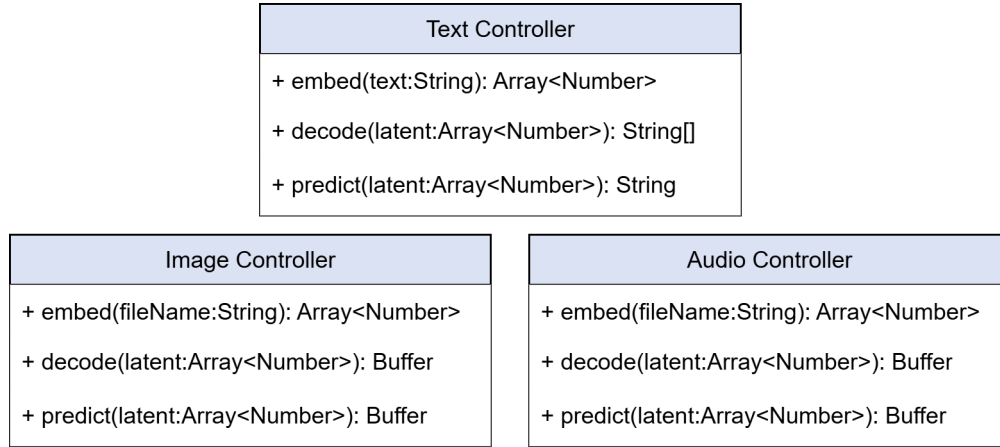 Text Controller
+ embed(text:String): Array<Number>
+ decode(latent:Array<Number>): String[]
+ predict(latent:Array<Number>): String
Image Controller
+ embed(fileName:String): Array<Number>
+ decode(latent:Array<Number>): Buffer
+ predict(latent:Array<Number>): Buffer
Audio Controller
+ embed(fileName:String): Array<Number>
+ decode(latent:Array<Number>): Buffer
+ predict(latent:Array<Number>): Buffer